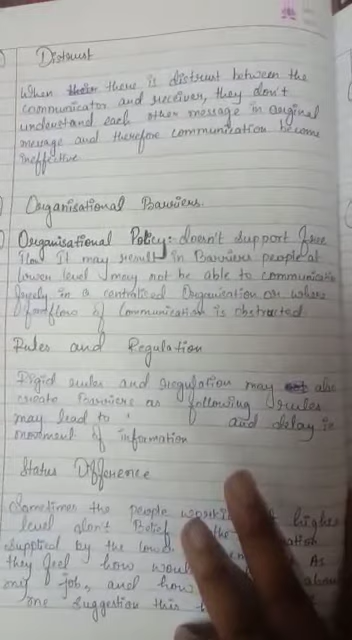 Distrust
When there is distrust between the
communicator and receiver, they don't
understand each other message in original
message and therefore communication become
ineffective
Organisational Barriers.
Organisational Policy:- doesn't support free
flow it may result in Barriers people at
lower level may not be able to communicate
freely in a centralised Organisation or where
of communication is obstructed
Rules and Regulation
Rigid rules and regulation may also
create Barriers as following rules
may lead to and delay in
movement of information
Status Difference
Sometimes the people higher
level don't Belief the
supplied by the
they feel how As
my job, and how
one suggestion this